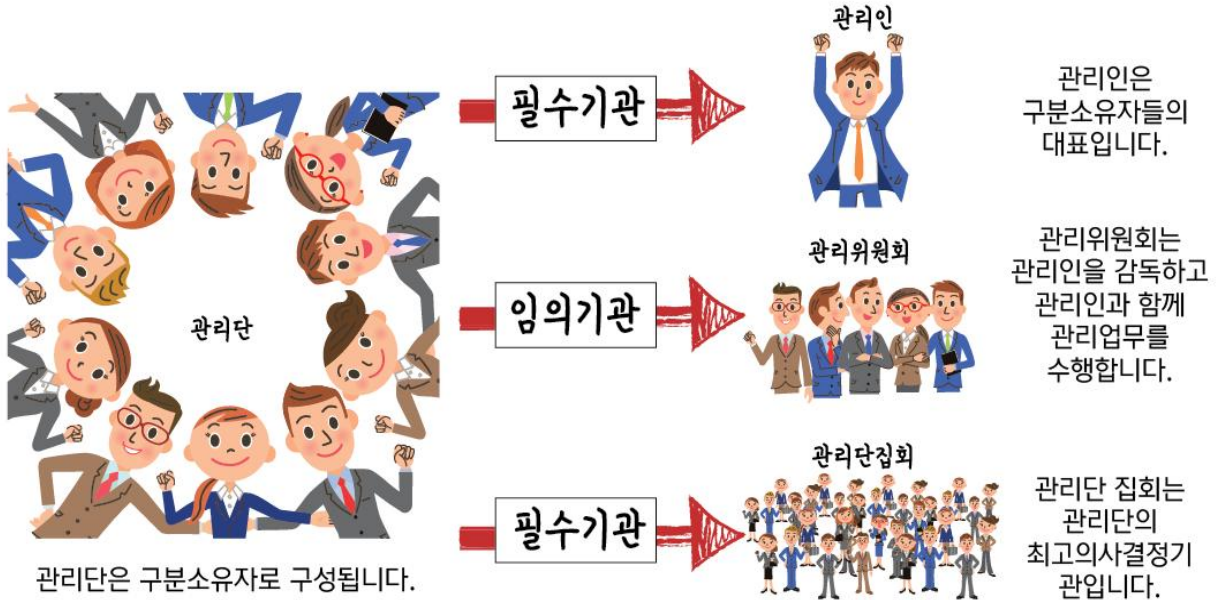 관리단
관리단은 구분소유자로 구성됩니다.
필수기관
관리인
관리인은
구분소유자들의
대표입니다.
임의기관
관리위원회
관리위원회는
관리인을 감독하고
관리인과 함께
관리업무를
수행합니다.
필수기관
관리단집회
관리단 집회는
관리단의
최고의사결정기
관입니다.